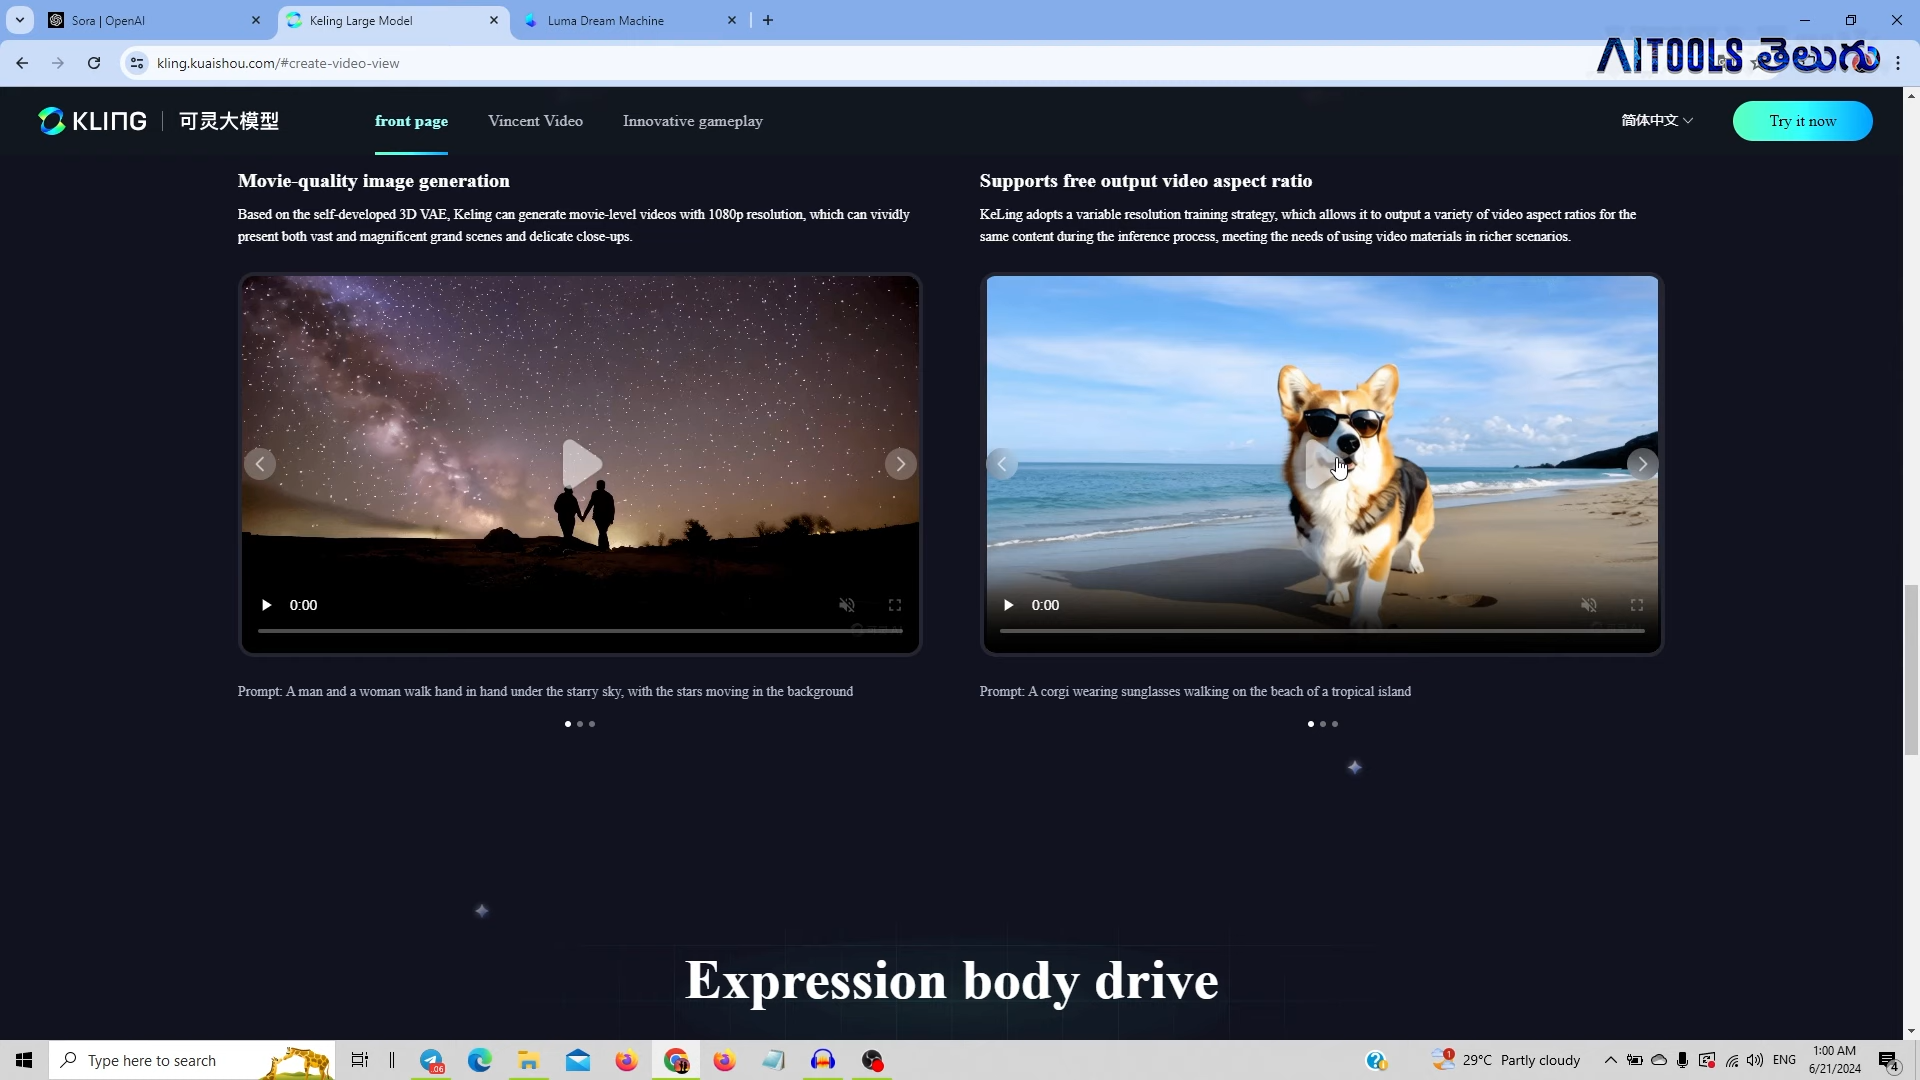 Sora | OpenAI
Keling Large Model
Luma Dream Machine
kling.kuaishou.com/#create-video-view
AITOOLS తెలుగు
KLING 可灵大模型
front page
Vincent Video
Innovative gameplay
简体中文
Try it now
Movie-quality image generation
Based on the self-developed 3D VAE, Keling can generate movie-level videos with 1080p resolution, which can vividly
present both vast and magnificent grand scenes and delicate close-ups.
Supports free output video aspect ratio
KeLing adopts a variable resolution training strategy, which allows it to output a variety of video aspect ratios for the
same content during the inference process, meeting the needs of using video materials in richer scenarios.
0:00
0:00
Prompt: A man and a woman walk hand in hand under the starry sky, with the stars moving in the background
Prompt: A corgi wearing sunglasses walking on the beach of a tropical island
Expression body drive
Type here to search
.06
1
29°C Partly cloudy
ENG
1:00 AM
6/21/2024
4